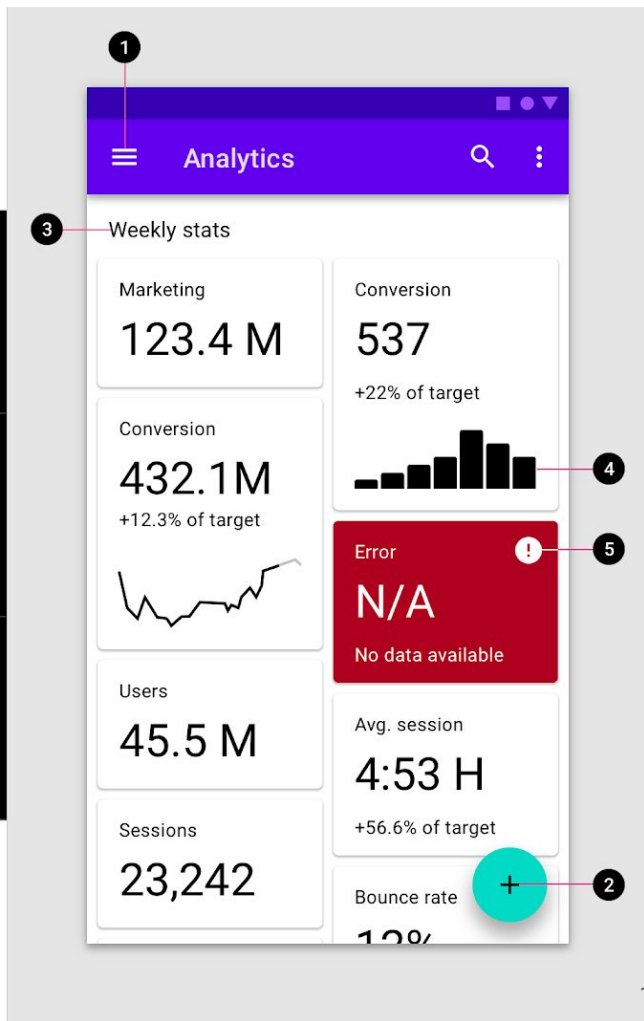 1
Analytics
3
Weekly stats
Marketing
123.4 M
Conversion
432.1M
+12.3% of target
Users
45.5 M
Sessions
23,242
Conversion
537
+22% of target
4
Error
!
5
N/A
No data available
Avg. session
4:53 H
+56.6% of target
Bounce rate
+
2
12%